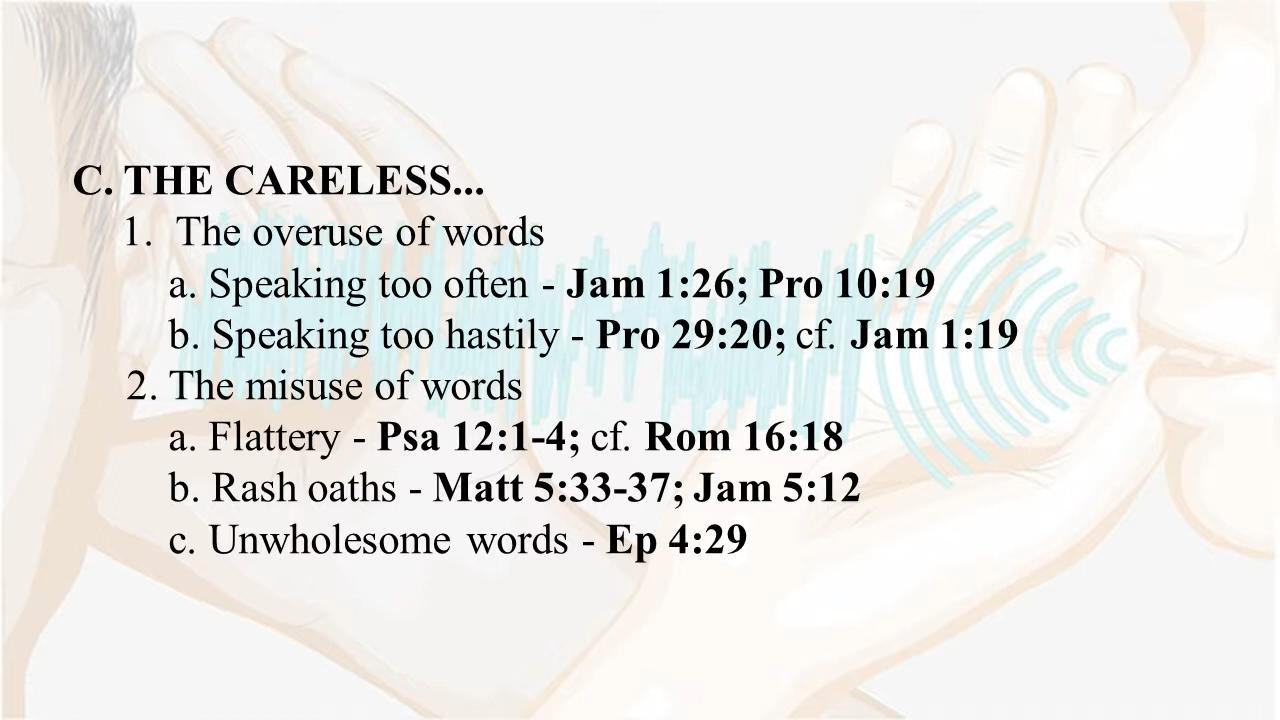 C. THE CARELESS...
1. The overuse of words
a. Speaking too often - Jam 1:26; Pro 10:19
b. Speaking too hastily - Pro 29:20; cf. Jam 1:19
2. The misuse of words
a. Flattery - Psa 12:1-4; cf. Rom 16:18
b. Rash oaths - Matt 5:33-37; Jam 5:12
c. Unwholesome words - Ep 4:29